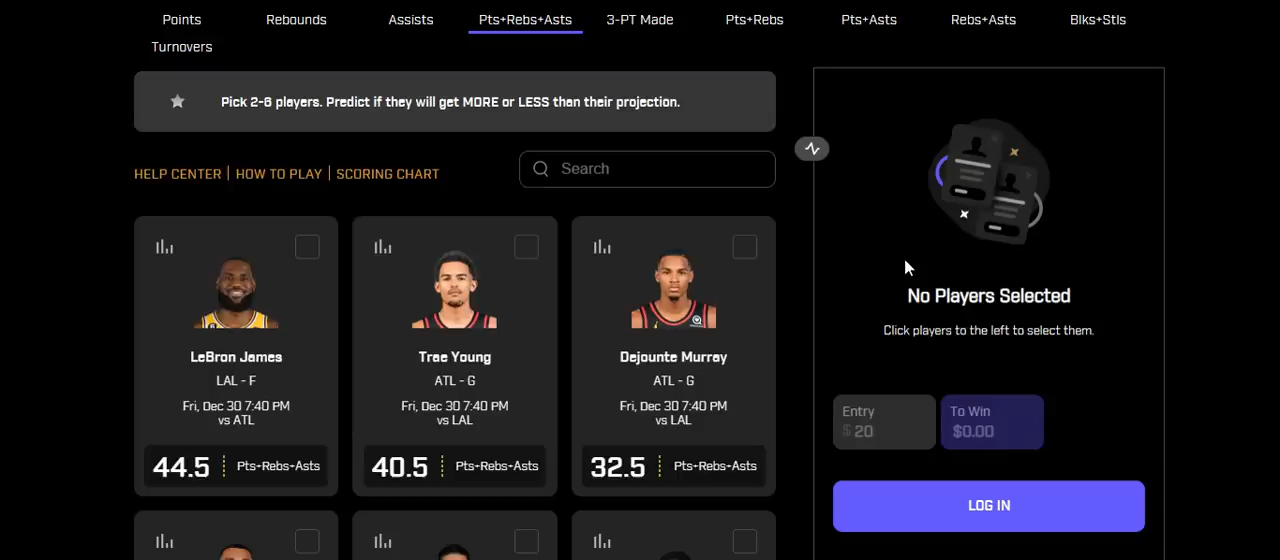 Points Rebounds Assists Pts+Rebs+Asts 3-PT Made Pts+Rebs Pts+Asts Rebs+Asts Blks+Stls
Turnovers
Pick 2-6 players. Predict if they will get MORE or LESS than their projection.
HELP CENTER | HOW TO PLAY | SCORING CHART
Search
LeBron James
LAL - F
Fri, Dec 30 7:40 PM
vs ATL
44.5 Pts+Rebs+Asts
Trae Young
ATL - G
Fri, Dec 30 7:40 PM
vs LAL
40.5 Pts+Rebs+Asts
Dejounte Murray
ATL - G
Fri, Dec 30 7:40 PM
vs LAL
32.5 Pts+Rebs+Asts
No Players Selected
Click players to the left to select them.
Entry
$ 20
To Win
$0.00
LOG IN